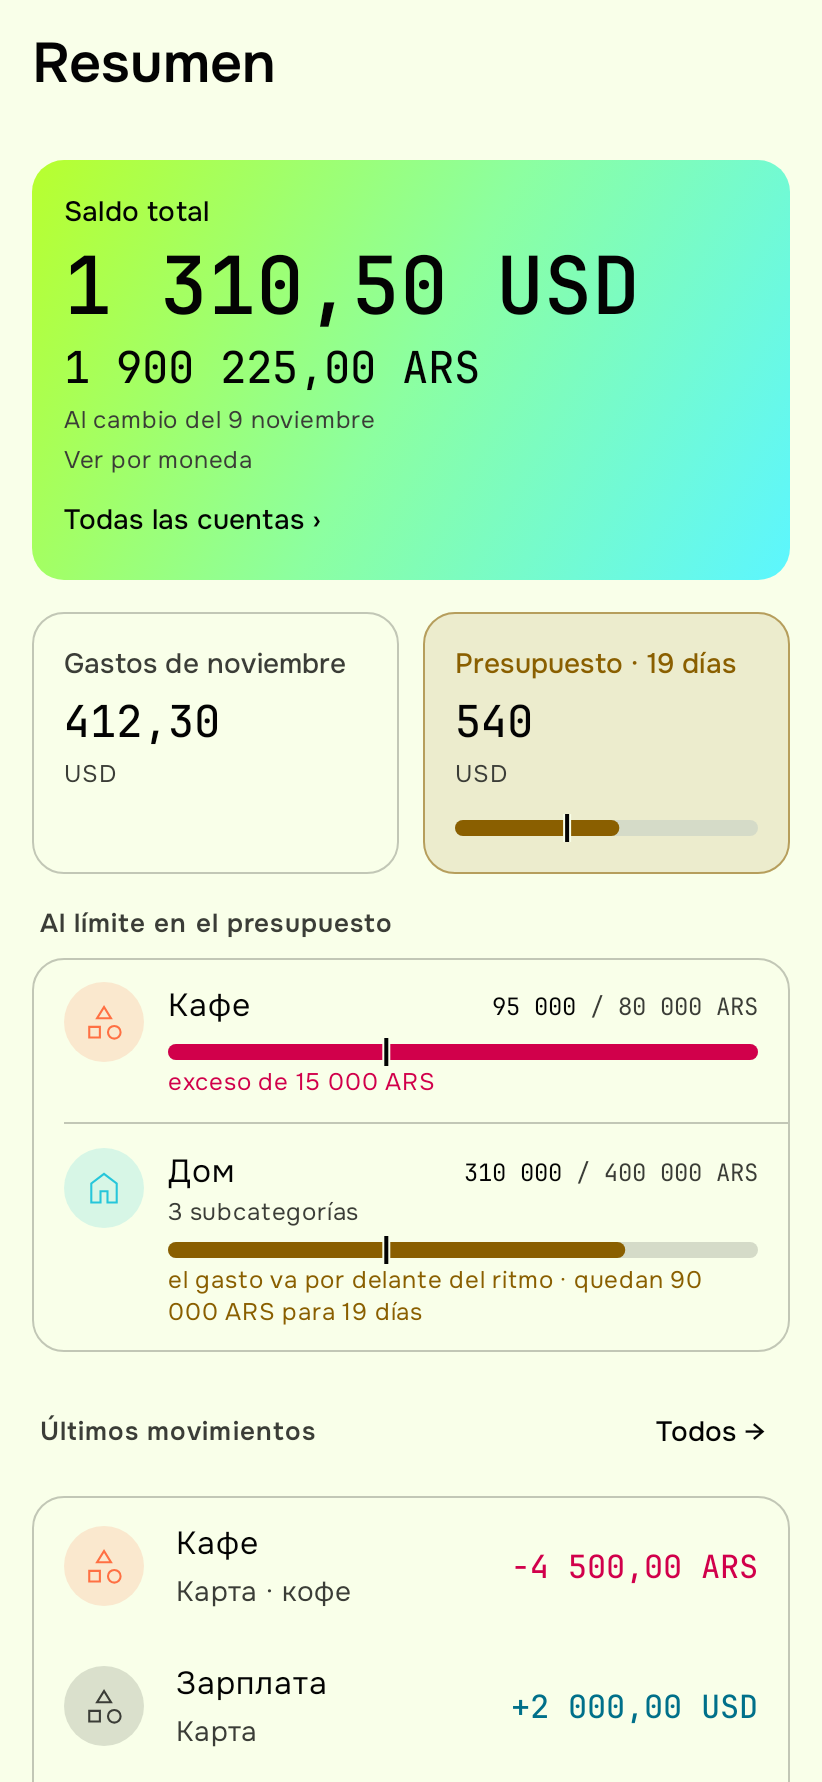 Resumen
Saldo total
1 310,50 USD
1 900 225,00 ARS
Al cambio del 9 noviembre
Ver por moneda
Todas las cuentas ›
Gastos de noviembre
412,30
USD
Presupuesto · 19 días
540
USD
Al límite en el presupuesto
Кафе 95 000 / 80 000 ARS
exceso de 15 000 ARS
Дом 310 000 / 400 000 ARS
3 subcategorías
el gasto va por delante del ritmo · quedan 90
000 ARS para 19 días
Últimos movimientos Todos →
Кафе
Карта · кофе
-4 500,00 ARS
Зарплата
Карта
+2 000,00 USD